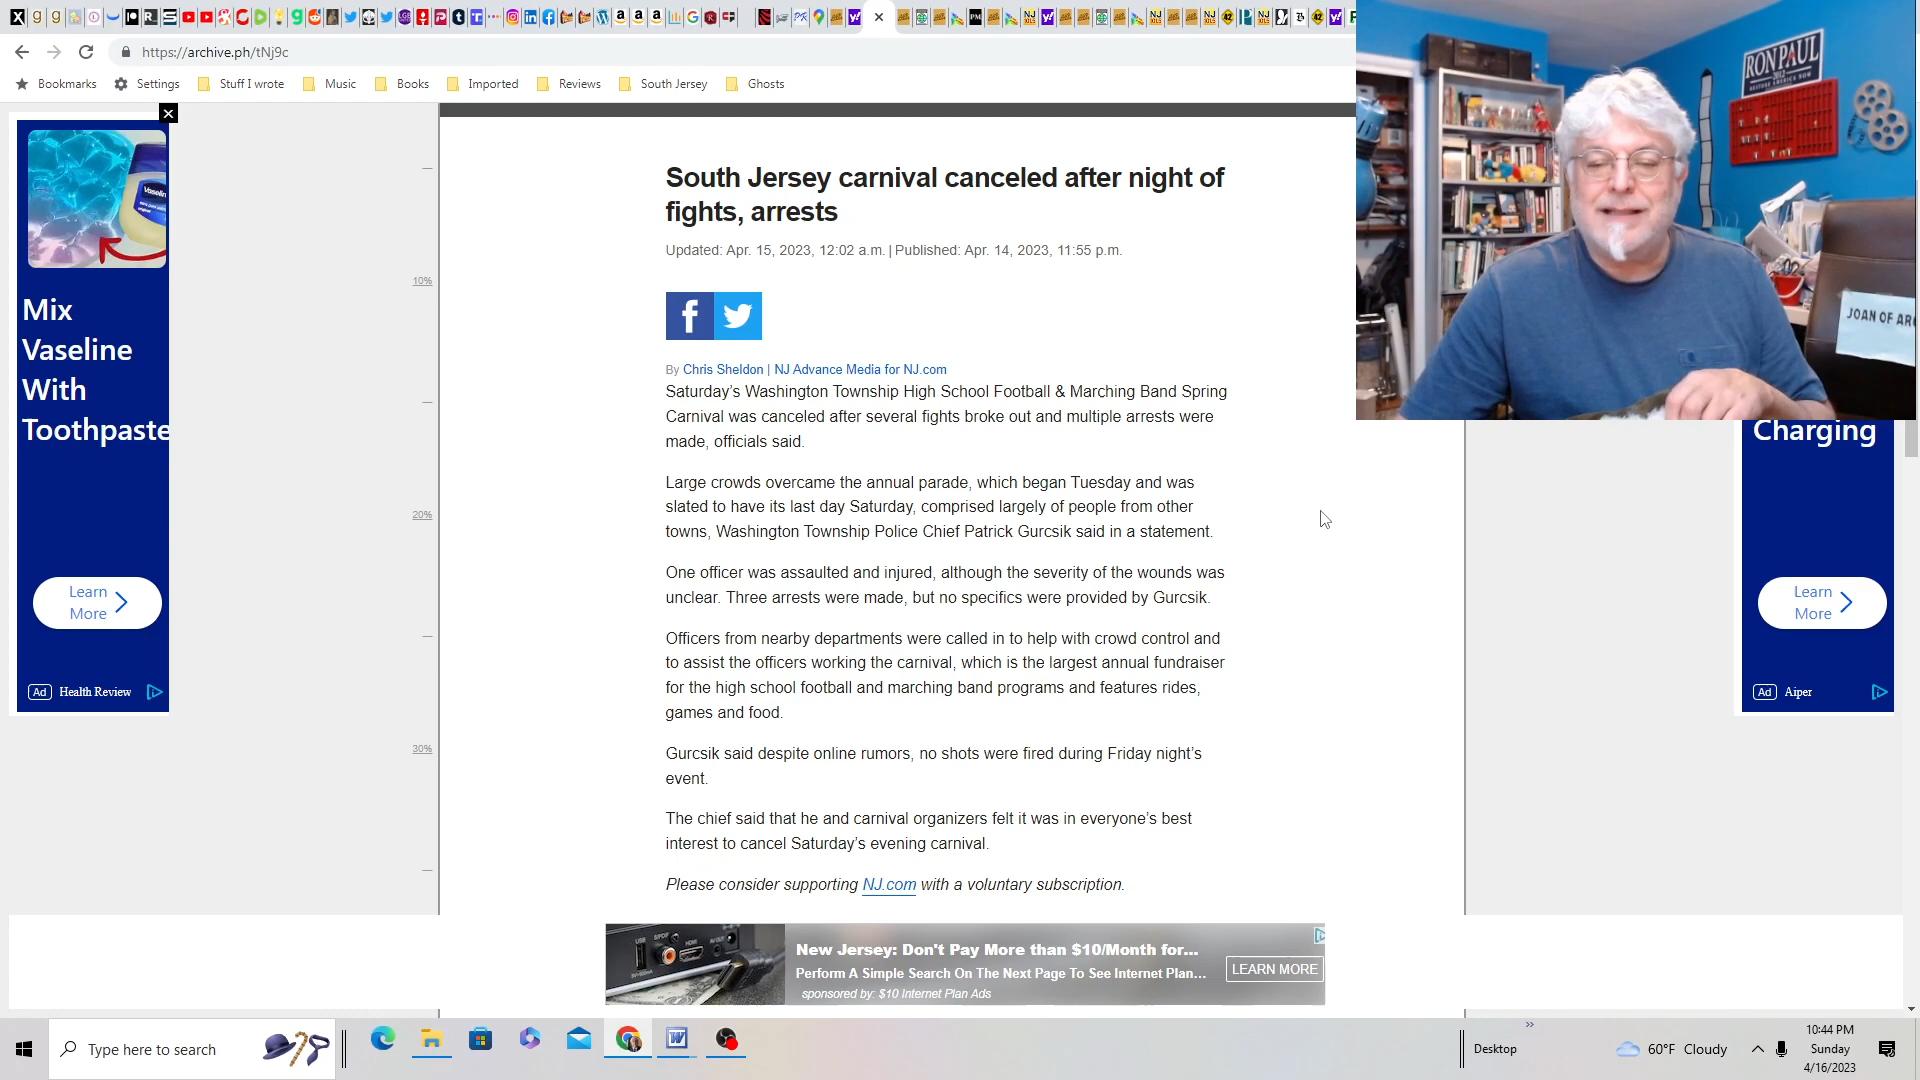 https://archive.ph/tNj9c
Bookmarks Settings Stuff I wrote Music Books Imported Reviews South Jersey Ghosts
South Jersey carnival canceled after night of
fights, arrests
Updated: Apr. 15, 2023, 12:02 a.m. | Published: Apr. 14, 2023, 11:55 p.m.
By Chris Sheldon | NJ Advance Media for NJ.com
Saturday’s Washington Township High School Football & Marching Band Spring
Carnival was canceled after several fights broke out and multiple arrests were
made, officials said.
Large crowds overcame the annual parade, which began Tuesday and was
slated to have its last day Saturday, comprised largely of people from other
towns, Washington Township Police Chief Patrick Gurcsik said in a statement.
One officer was assaulted and injured, although the severity of the wounds was
unclear. Three arrests were made, but no specifics were provided by Gurcsik.
Officers from nearby departments were called in to help with crowd control and
to assist the officers working the carnival, which is the largest annual fundraiser
for the high school football and marching band programs and features rides,
games and food.
Gurcsik said despite online rumors, no shots were fired during Friday night’s
event.
The chief said that he and carnival organizers felt it was in everyone’s best
interest to cancel Saturday’s evening carnival.
Please consider supporting NJ.com with a voluntary subscription.
10%
20%
30%
Vaselin
Mix
Vaseline
With
Toothpaste
Learn
More
Ad Health Review
RON PAUL
2012
JOAN OF AR
Charging
Learn
More
Ad Aiper
USB
S/PDIF
HDMI
AV OUT
New Jersey: Don't Pay More than $10/Month for...
Perform A Simple Search On The Next Page To See Internet Plan...
sponsored by: $10 Internet Plan Ads
LEARN MORE
Type here to search
Desktop
60°F Cloudy
10:44 PM
Sunday
4/16/2023